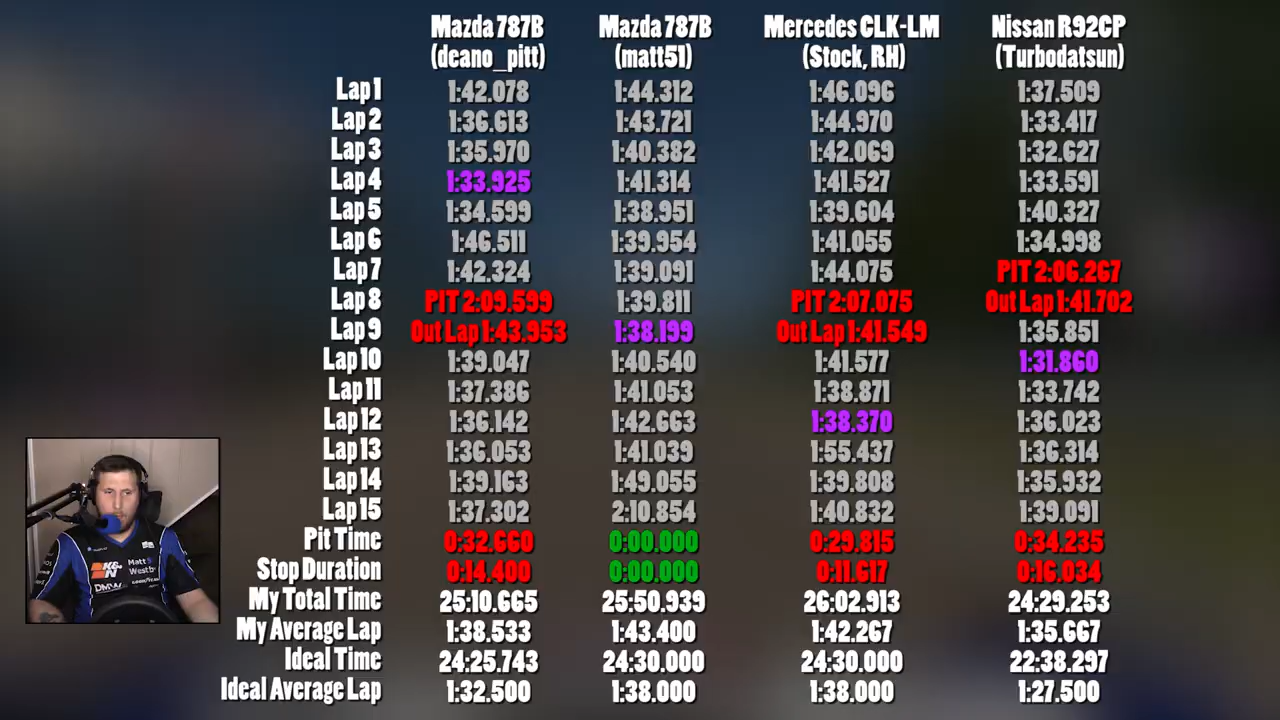 Mazda 787B Mazda 787B Mercedes CLK-LM Nissan R92CP
(deano_pitt) (matt51) (Stock, RH) (Turbodatsun)
Lap 1 1:42.078 1:44.312 1:46.096 1:37.509
Lap 2 1:36.613 1:43.721 1:44.970 1:33.417
Lap 3 1:35.970 1:40.382 1:42.069 1:32.627
Lap 4 1:33.925 1:41.314 1:41.527 1:33.591
Lap 5 1:34.599 1:38.951 1:39.604 1:40.327
Lap 6 1:46.511 1:39.954 1:41.055 1:34.998
Lap 7 1:42.324 1:39.091 1:44.075 PIT 2:06.267
Lap 8 PIT 2:09.599 1:39.811 PIT 2:07.075 Out Lap 1:41.702
Lap 9 Out Lap 1:43.953 1:38.199 Out Lap 1:41.549 1:35.851
Lap 10 1:39.047 1:40.540 1:41.577 1:31.860
Lap 11 1:37.386 1:41.053 1:38.871 1:33.742
Lap 12 1:36.142 1:42.663 1:38.370 1:36.023
Lap 13 1:36.053 1:41.039 1:55.437 1:36.314
Lap 14 1:39.163 1:49.055 1:39.808 1:35.932
Lap 15 1:37.302 2:10.854 1:40.832 1:39.091
Pit Time 0:32.660 0:00.000 0:29.815 0:34.235
Stop Duration 0:14.400 0:00.000 0:11.617 0:16.034
My Total Time 25:10.665 25:50.939 26:02.913 24:29.253
My Average Lap 1:38.533 1:43.400 1:42.267 1:35.667
Ideal Time 24:25.743 24:30.000 24:30.000 22:38.297
Ideal Average Lap 1:32.500 1:38.000 1:38.000 1:27.500
K&N
Matt
DMW